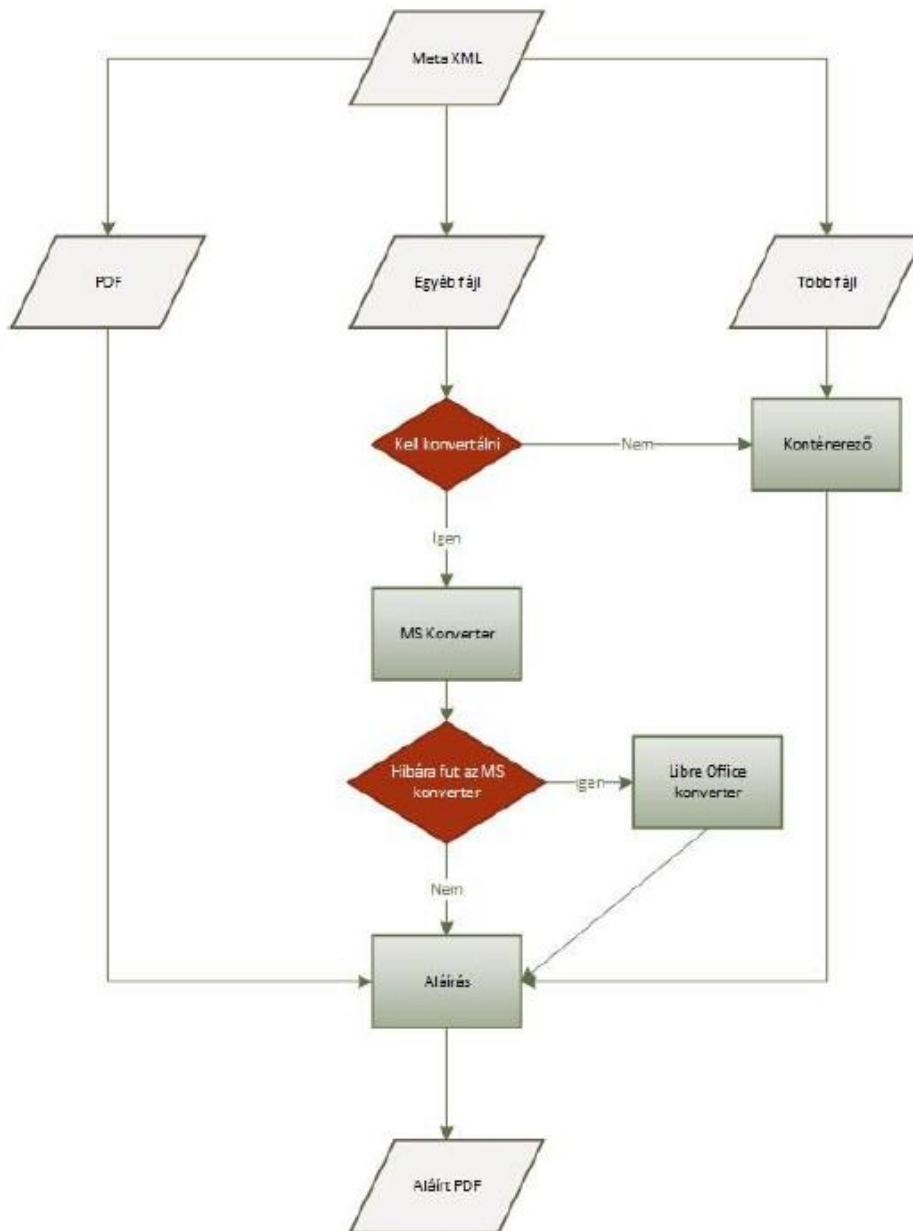 Meta XML
PDF
Egyéb fájl
Több fájl
Kell konvertálni
Nem
Konténerező
Igen
MS Konverter
Hibára fut az MS
konverter
Igen
Libre Office
konverter
Nem
Aláírás
Aláírt PDF